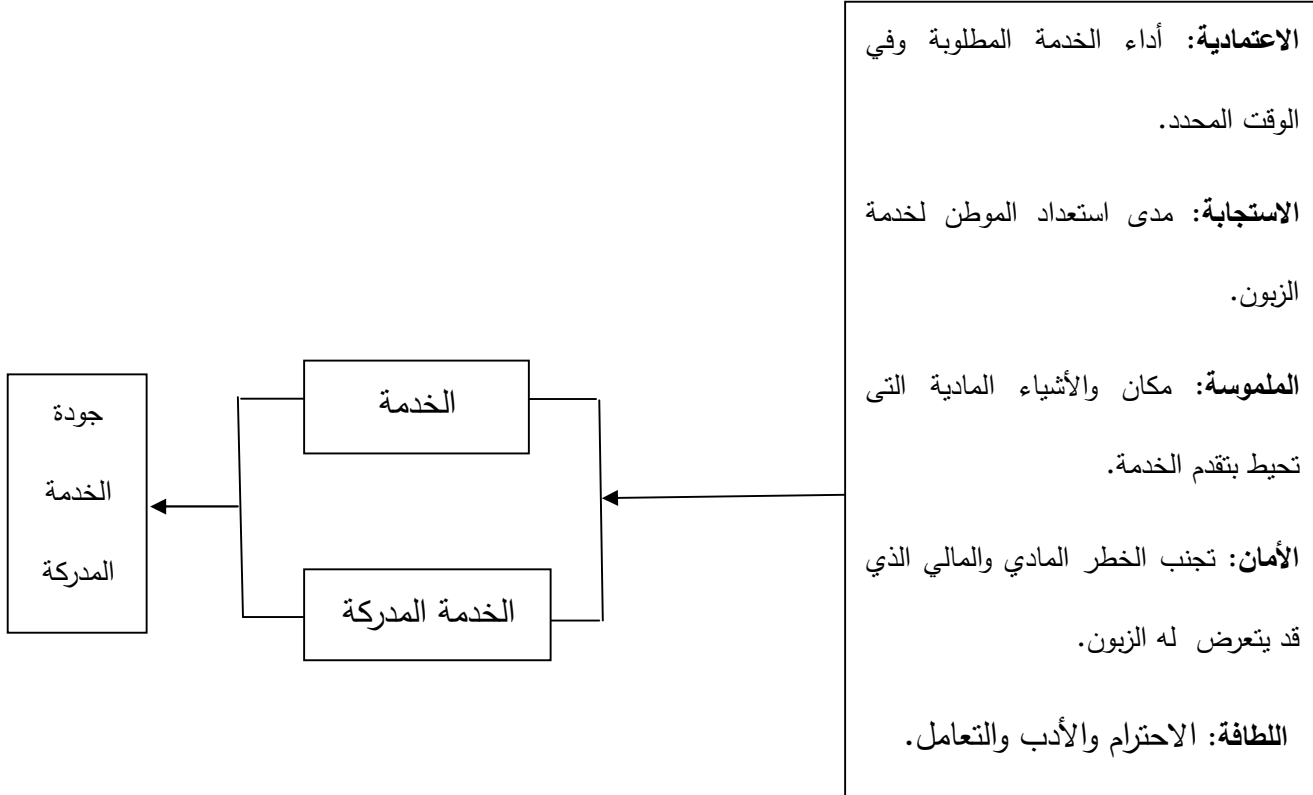 الاعتمادية: أداء الخدمة المطلوبة وفي
الوقت المحدد.
الاستجابة: مدى استعداد الموطن لخدمة
الزبون.
الملموسة: مكان والأشياء المادية التى
تحيط بتقدم الخدمة.
الأمان: تجنب الخطر المادي والمالي الذي
قد يتعرض له الزبون.
اللطافة: الاحترام والأدب والتعامل.
الخدمة
الخدمة المدركة
جودة
الخدمة
المدركة